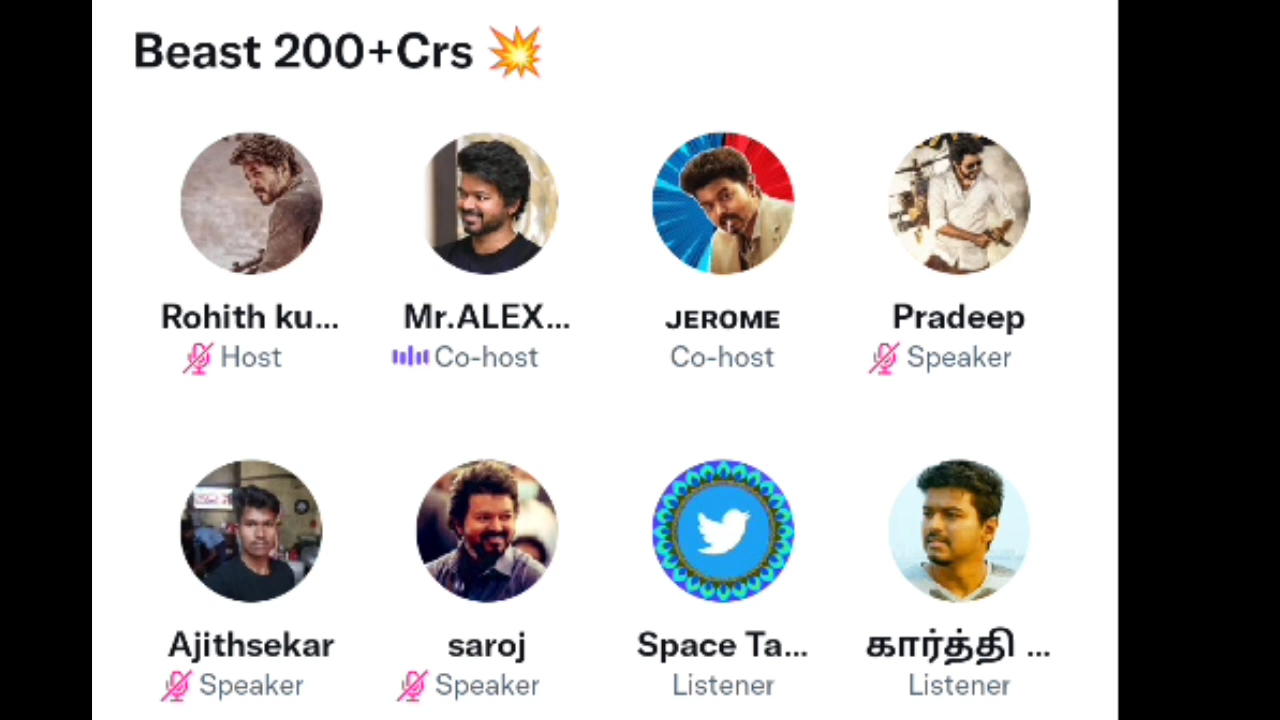 Beast 200+Crs 💥
Rohith ku... Mr.ALEX... ᴊᴇʀᴏᴍᴇ Pradeep
Host Co-host Co-host Speaker
Ajithsekar saroj Space Ta... கார்த்தி ...
Speaker Speaker Listener Listener